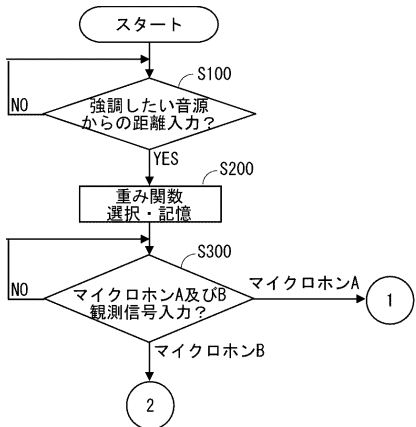 スタート
S100
強調したい音源
からの距離入力？
NO
YES
S200
重み関数
選択・記憶
S300
マイクロホンA及びB
観測信号入力？
NO
マイクロホンA
1
マイクロホンB
2